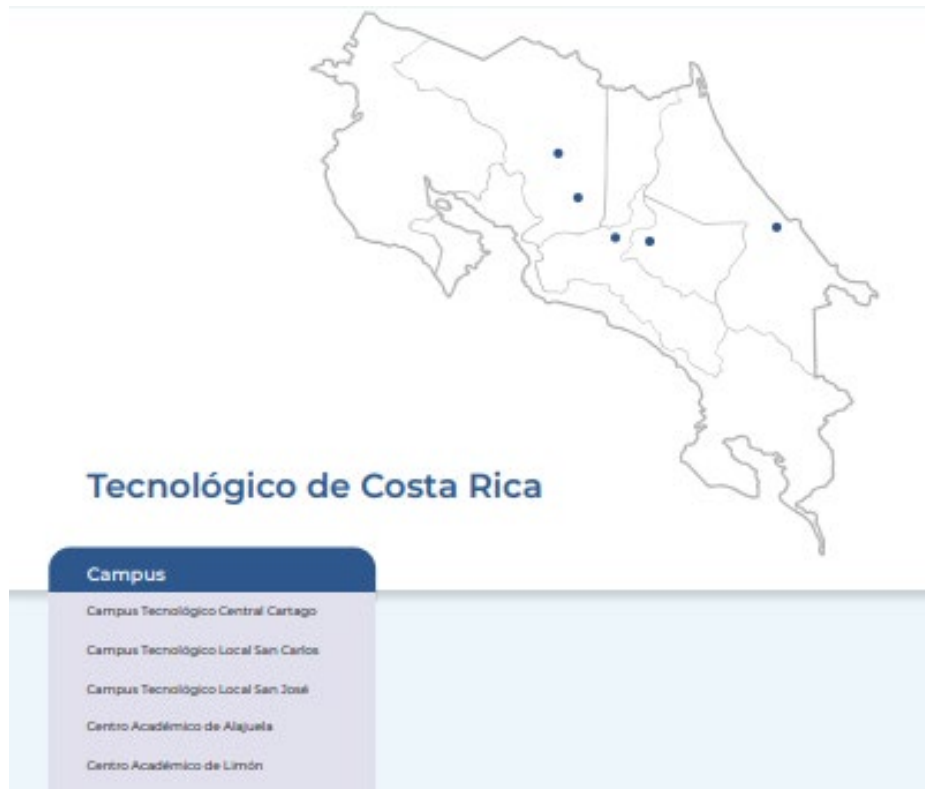 Tecnológico de Costa Rica
Campus
Campus Tecnológico Central Cartago
Campus Tecnológico Local San Carlos
Campus Tecnológico Local San José
Centro Académico de Alajuela
Centro Académico de Limón